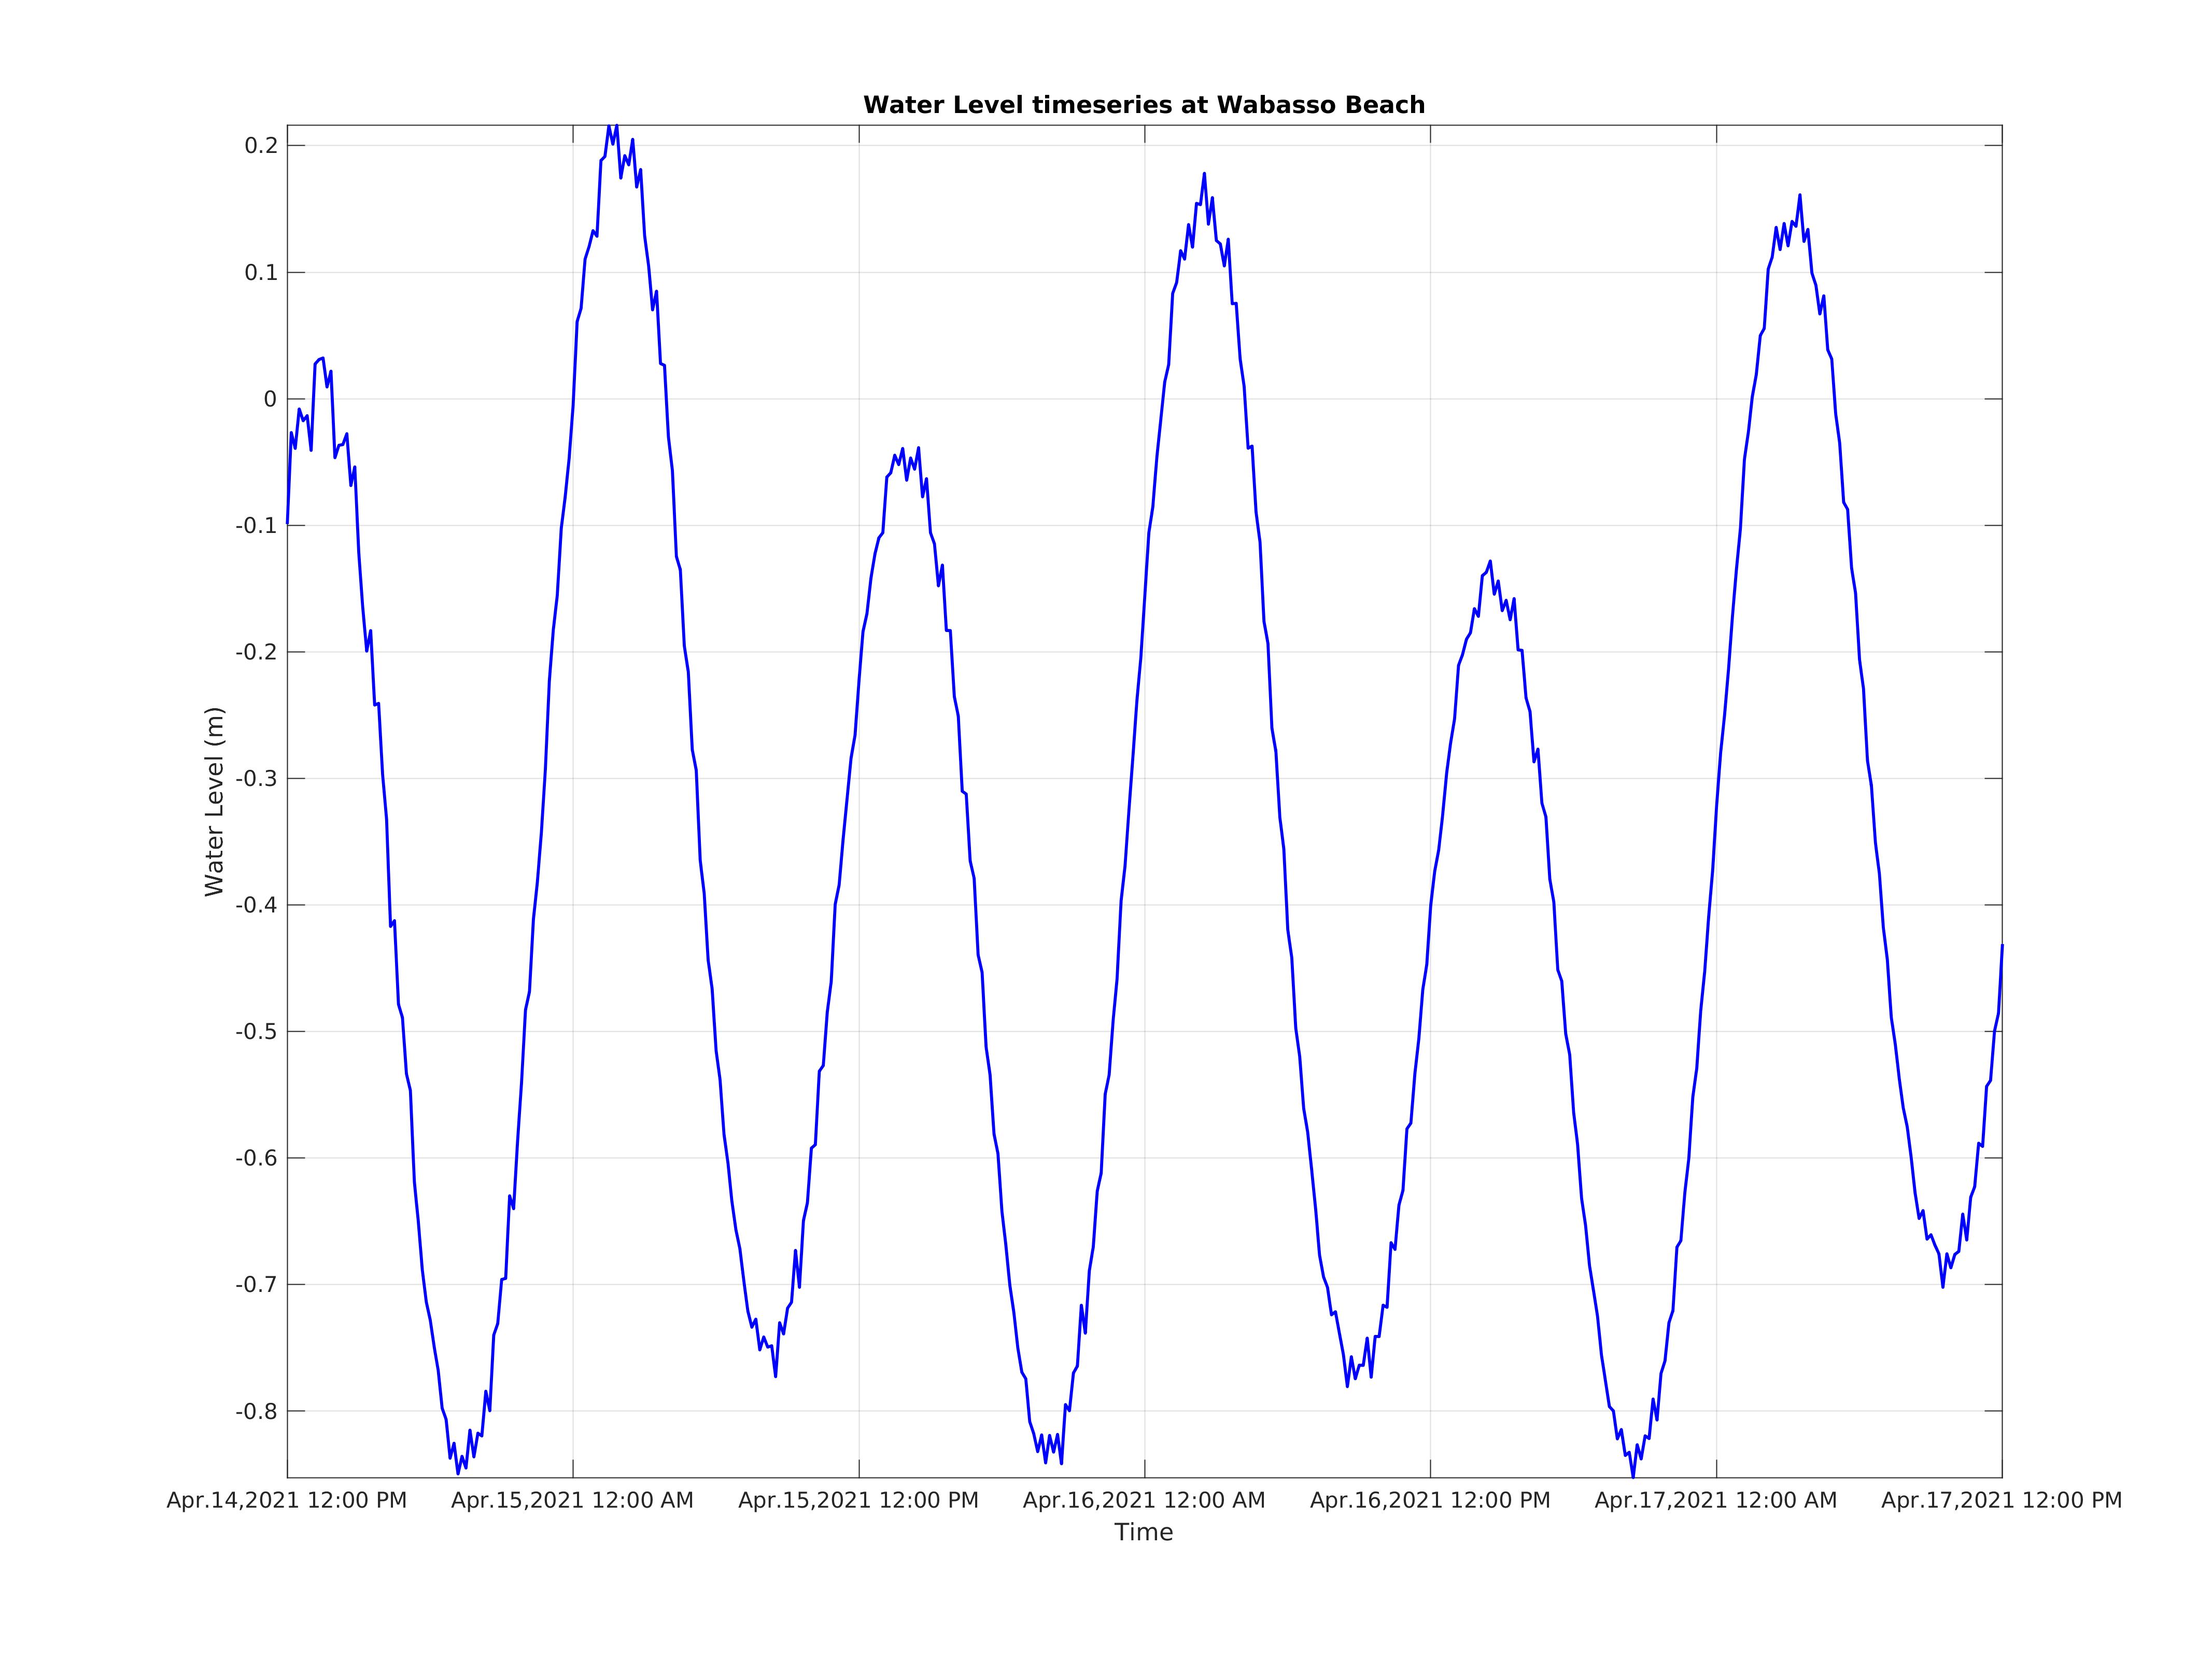 Water Level timeseries at Wabasso Beach
0.2
0.1
0
-0.1
-0.2
-0.3
-0.4
-0.5
-0.6
-0.7
-0.8
Water Level (m)
Apr.14,2021 12:00 PM Apr.15,2021 12:00 AM Apr.15,2021 12:00 PM Apr.16,2021 12:00 AM Apr.16,2021 12:00 PM Apr.17,2021 12:00 AM Apr.17,2021 12:00 PM
Time